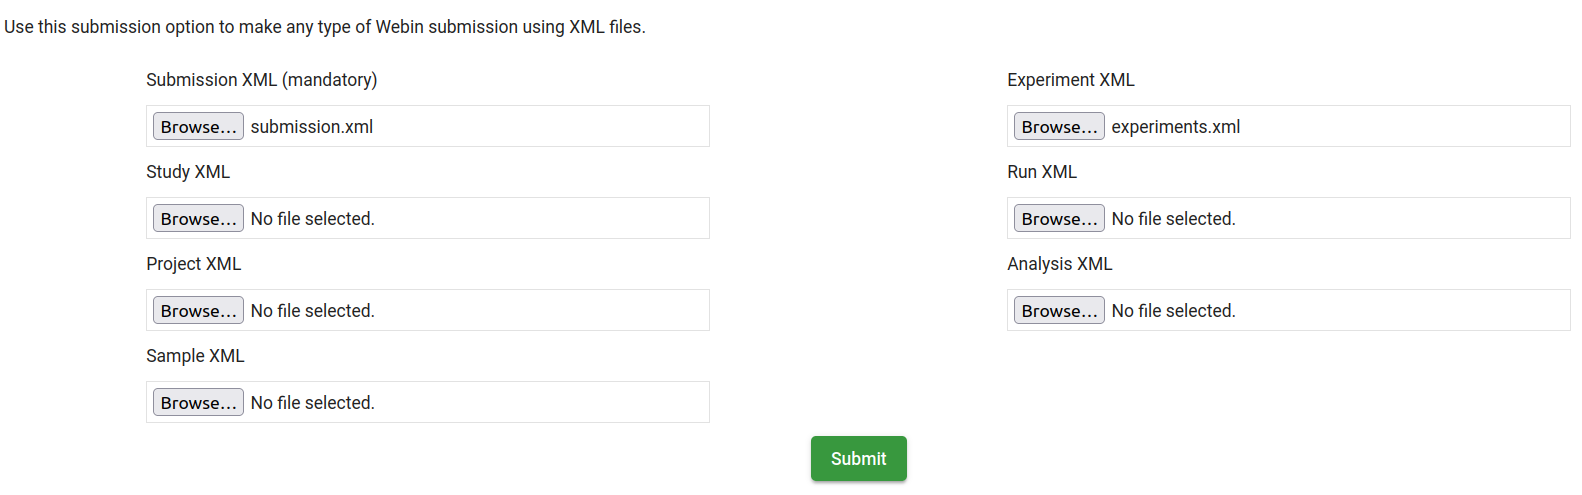 Use this submission option to make any type of Webin submission using XML files.
Submission XML (mandatory)
Browse... submission.xml
Study XML
Browse... No file selected.
Project XML
Browse... No file selected.
Sample XML
Browse... No file selected.
Experiment XML
Browse... experiments.xml
Run XML
Browse... No file selected.
Analysis XML
Browse... No file selected.
Submit